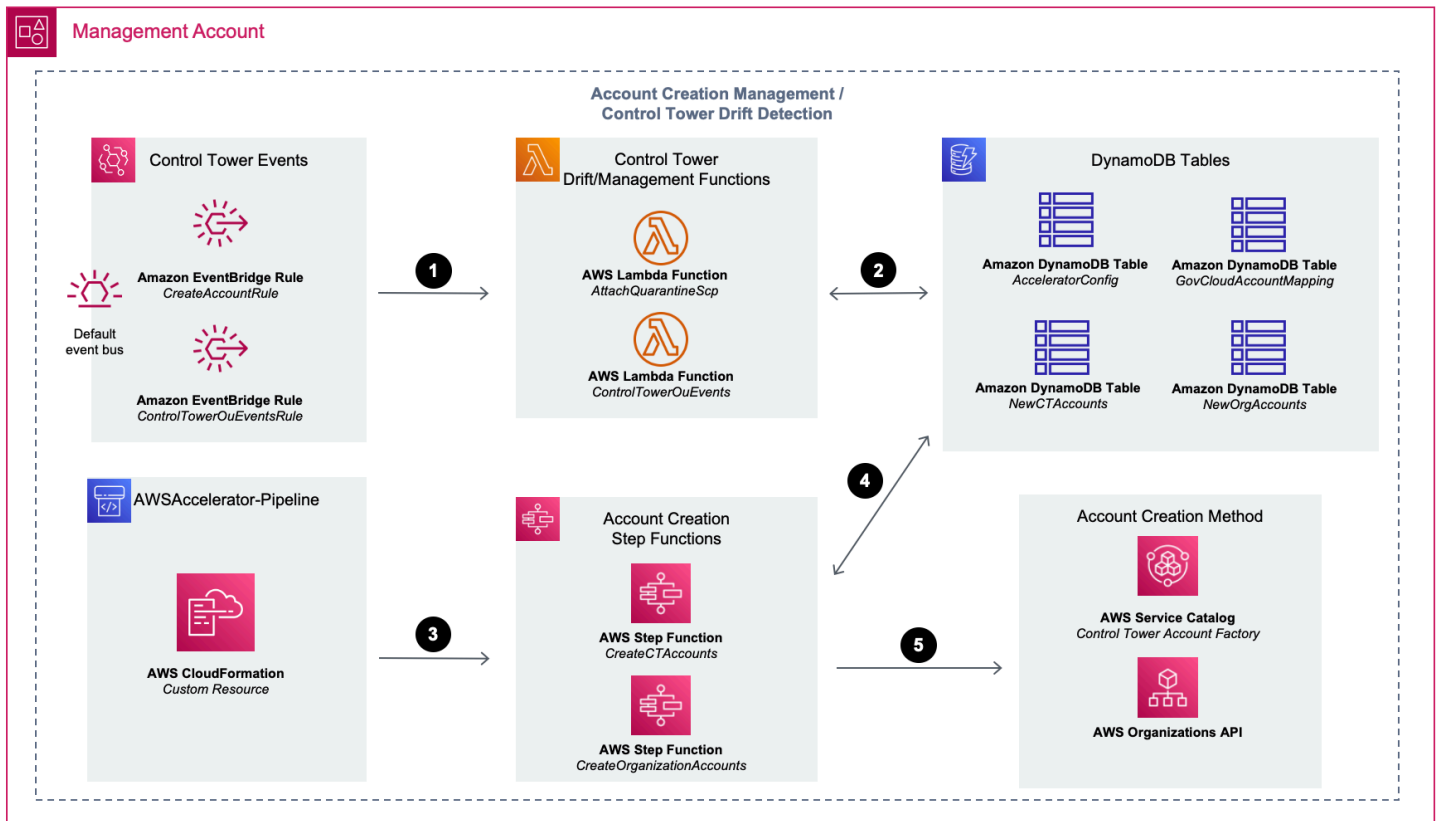 Management Account
Account Creation Management /
Control Tower Drift Detection
Control Tower Events
Amazon EventBridge Rule
CreateAccountRule
Default
event bus
Amazon EventBridge Rule
ControlTowerOuEventsRule
1
Control Tower
Drift/Management Functions
AWS Lambda Function
AttachQuarantineScp
AWS Lambda Function
ControlTowerOuEvents
2
DynamoDB Tables
Amazon DynamoDB Table
AcceleratorConfig
Amazon DynamoDB Table
GovCloudAccountMapping
Amazon DynamoDB Table
NewCTAccounts
Amazon DynamoDB Table
NewOrgAccounts
AWSAccelerator-Pipeline
AWS CloudFormation
Custom Resource
3
Account Creation
Step Functions
AWS Step Function
CreateCTAccounts
AWS Step Function
CreateOrganizationAccounts
4
5
Account Creation Method
AWS Service Catalog
Control Tower Account Factory
AWS Organizations API